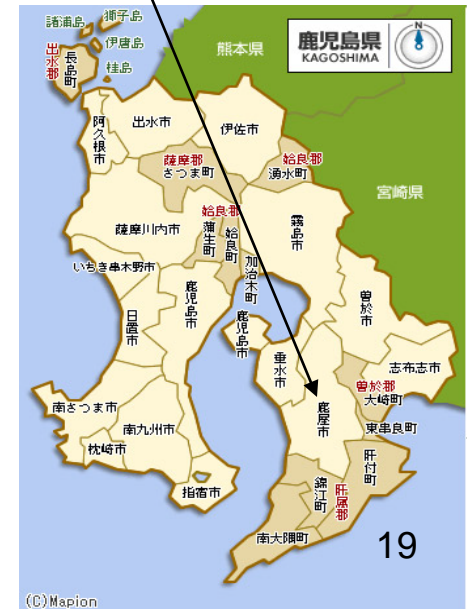 諸浦島
獅子島
伊唐島
桂島
出水郡
長島町
熊本県
鹿児島県
KAGOSHIMA
阿久根市
出水市
伊佐市
薩摩郡
さつま町
姶良郡
湧水町
宮崎県
薩摩川内市
姶良郡
蒲生町
姶良町
加治木町
霧島市
いちき串木野市
鹿児島市
鹿児島市
日置市
曽於市
垂水市
志布志市
曽於郡
大崎町
鹿屋市
東串良町
南さつま市
南九州市
枕崎市
指宿市
肝付町
錦江町
肝属郡
南大隅町
19
(C)Mapion